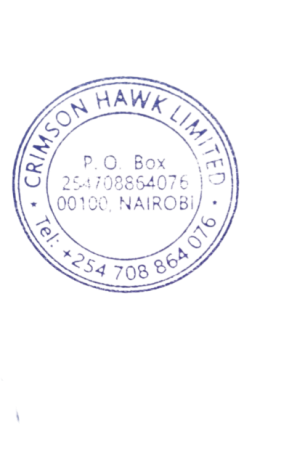 CRIMSON HAWK LIMITED
P. O. Box
254708864076
00100, NAIROBI
Tel: +254 708 864 076